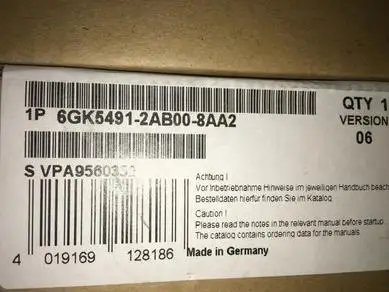 1P 6GK5491-2AB00-8AA2
QTY 1
VERSION
06
S VPA9560352
Achtung !
Vor Inbetriebnahme Hinweise im jeweiligen Handbuch
Bestelldaten hierfür finden Sie im Katalog
Caution !
Please read the notes in the relevant manual before startup
The catalog contains ordering data for the manuals
4 019169 128186
Made in Germany